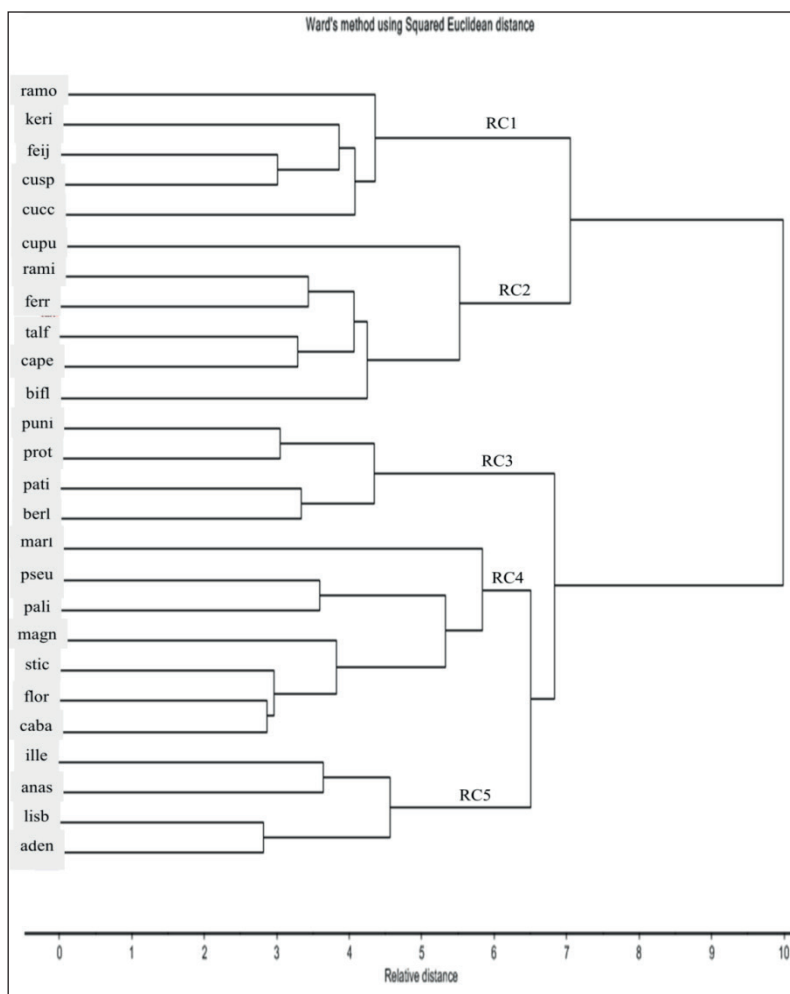 Ward's method using Squared Euclidean distance
ramo
keri
RC1
feij
cusp
cucc
cupu
rami
RC2
ferr
talf
cape
bifl
puni
prot
RC3
pati
berl
mart
RC4
pseu
pali
magn
stic
flor
caba
ille
anas
RC5
lisb
aden
0 1 2 3 4 5 6 7 8 9 10
Relative distance